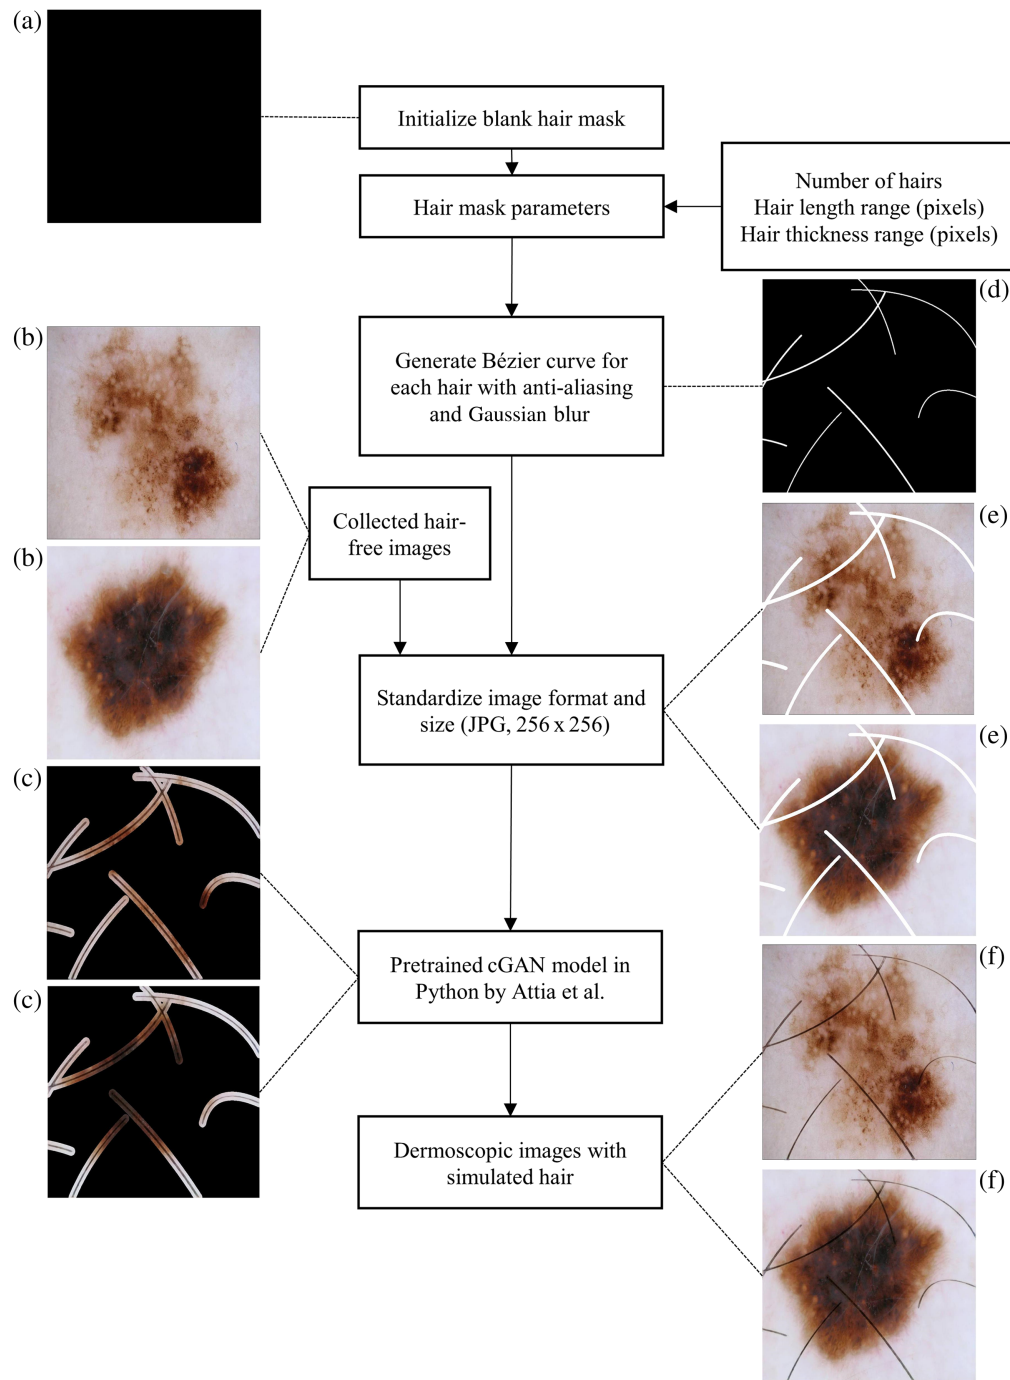 (a)
Initialize blank hair mask
Number of hairs
Hair length range (pixels)
Hair thickness range (pixels)
Hair mask parameters
(d)
(b)
Generate Bézier curve for
each hair with anti-aliasing
and Gaussian blur
Collected hair-
free images
(e)
(b)
Standardize image format and
size (JPG, 256 x 256)
(e)
(c)
Pretrained cGAN model in
Python by Attia et al.
(f)
(c)
Dermoscopic images with
simulated hair
(f)